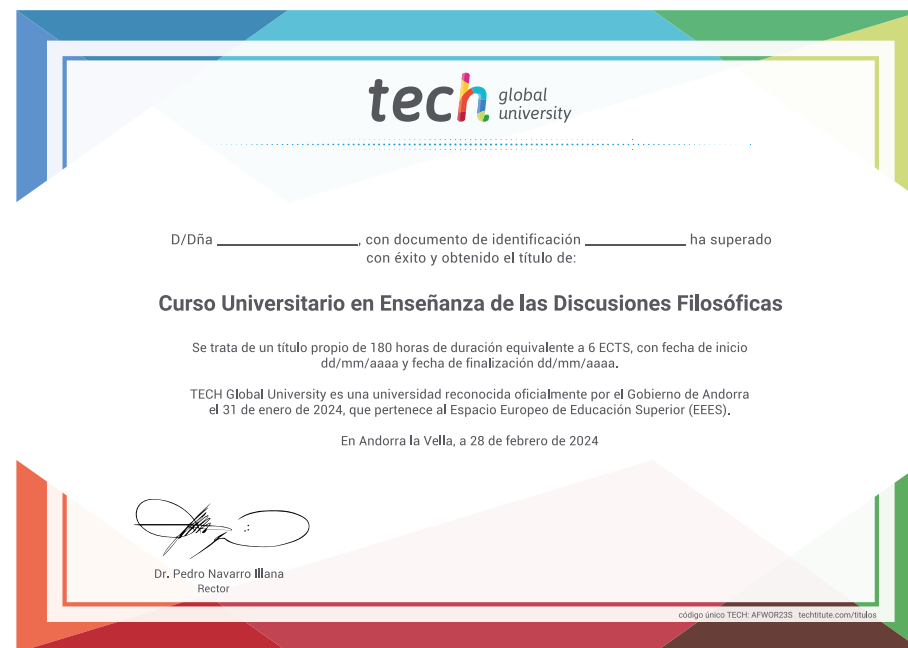 tech global
university
D/Dña ________________, con documento de identificación ____________ ha superado
con éxito y obtenido el título de:
Curso Universitario en Enseñanza de las Discusiones Filosóficas
Se trata de un título propio de 180 horas de duración equivalente a 6 ECTS, con fecha de inicio
dd/mm/aaaa y fecha de finalización dd/mm/aaaa.
TECH Global University es una universidad reconocida oficialmente por el Gobierno de Andorra
el 31 de enero de 2024, que pertenece al Espacio Europeo de Educación Superior (EEES).
En Andorra la Vella, a 28 de febrero de 2024
Dr. Pedro Navarro Illana
Rector
código único TECH: AFWOR23S techtitute.com/titulos